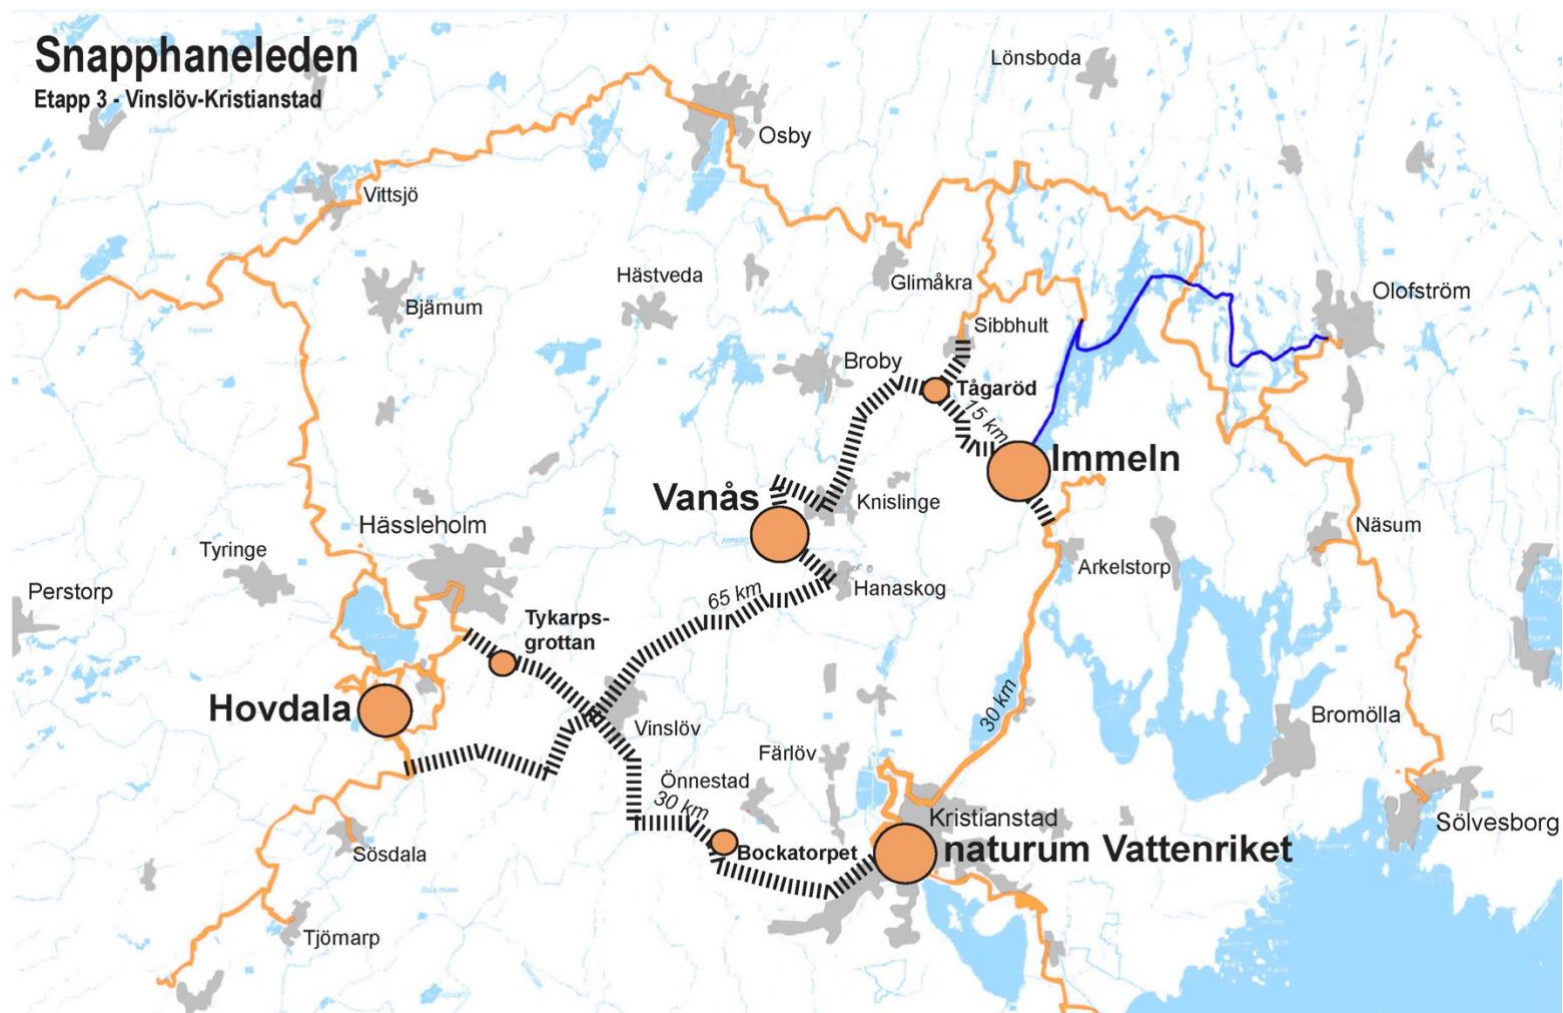 Snapphaneleden
Etapp 3 - Vinslöv-Kristianstad
Lönsboda
Osby
Vittsjö
Hästveda
Glimåkra
Olofström
Bjärnum
Sibbhult
Broby
Tågaröd
15 km
Immeln
Vanås
Knislinge
Hässleholm
Näsum
Tyringe
Arkelstorp
Perstorp
Hanaskog
65 km
Tykarps-
grottan
Hovdala
30 km
Bromölla
Vinslöv
Färlöv
Önnestad
30 km
Kristianstad
Sölvesborg
naturum Vattenriket
Bockatorpet
Sösdala
Tjörnarp